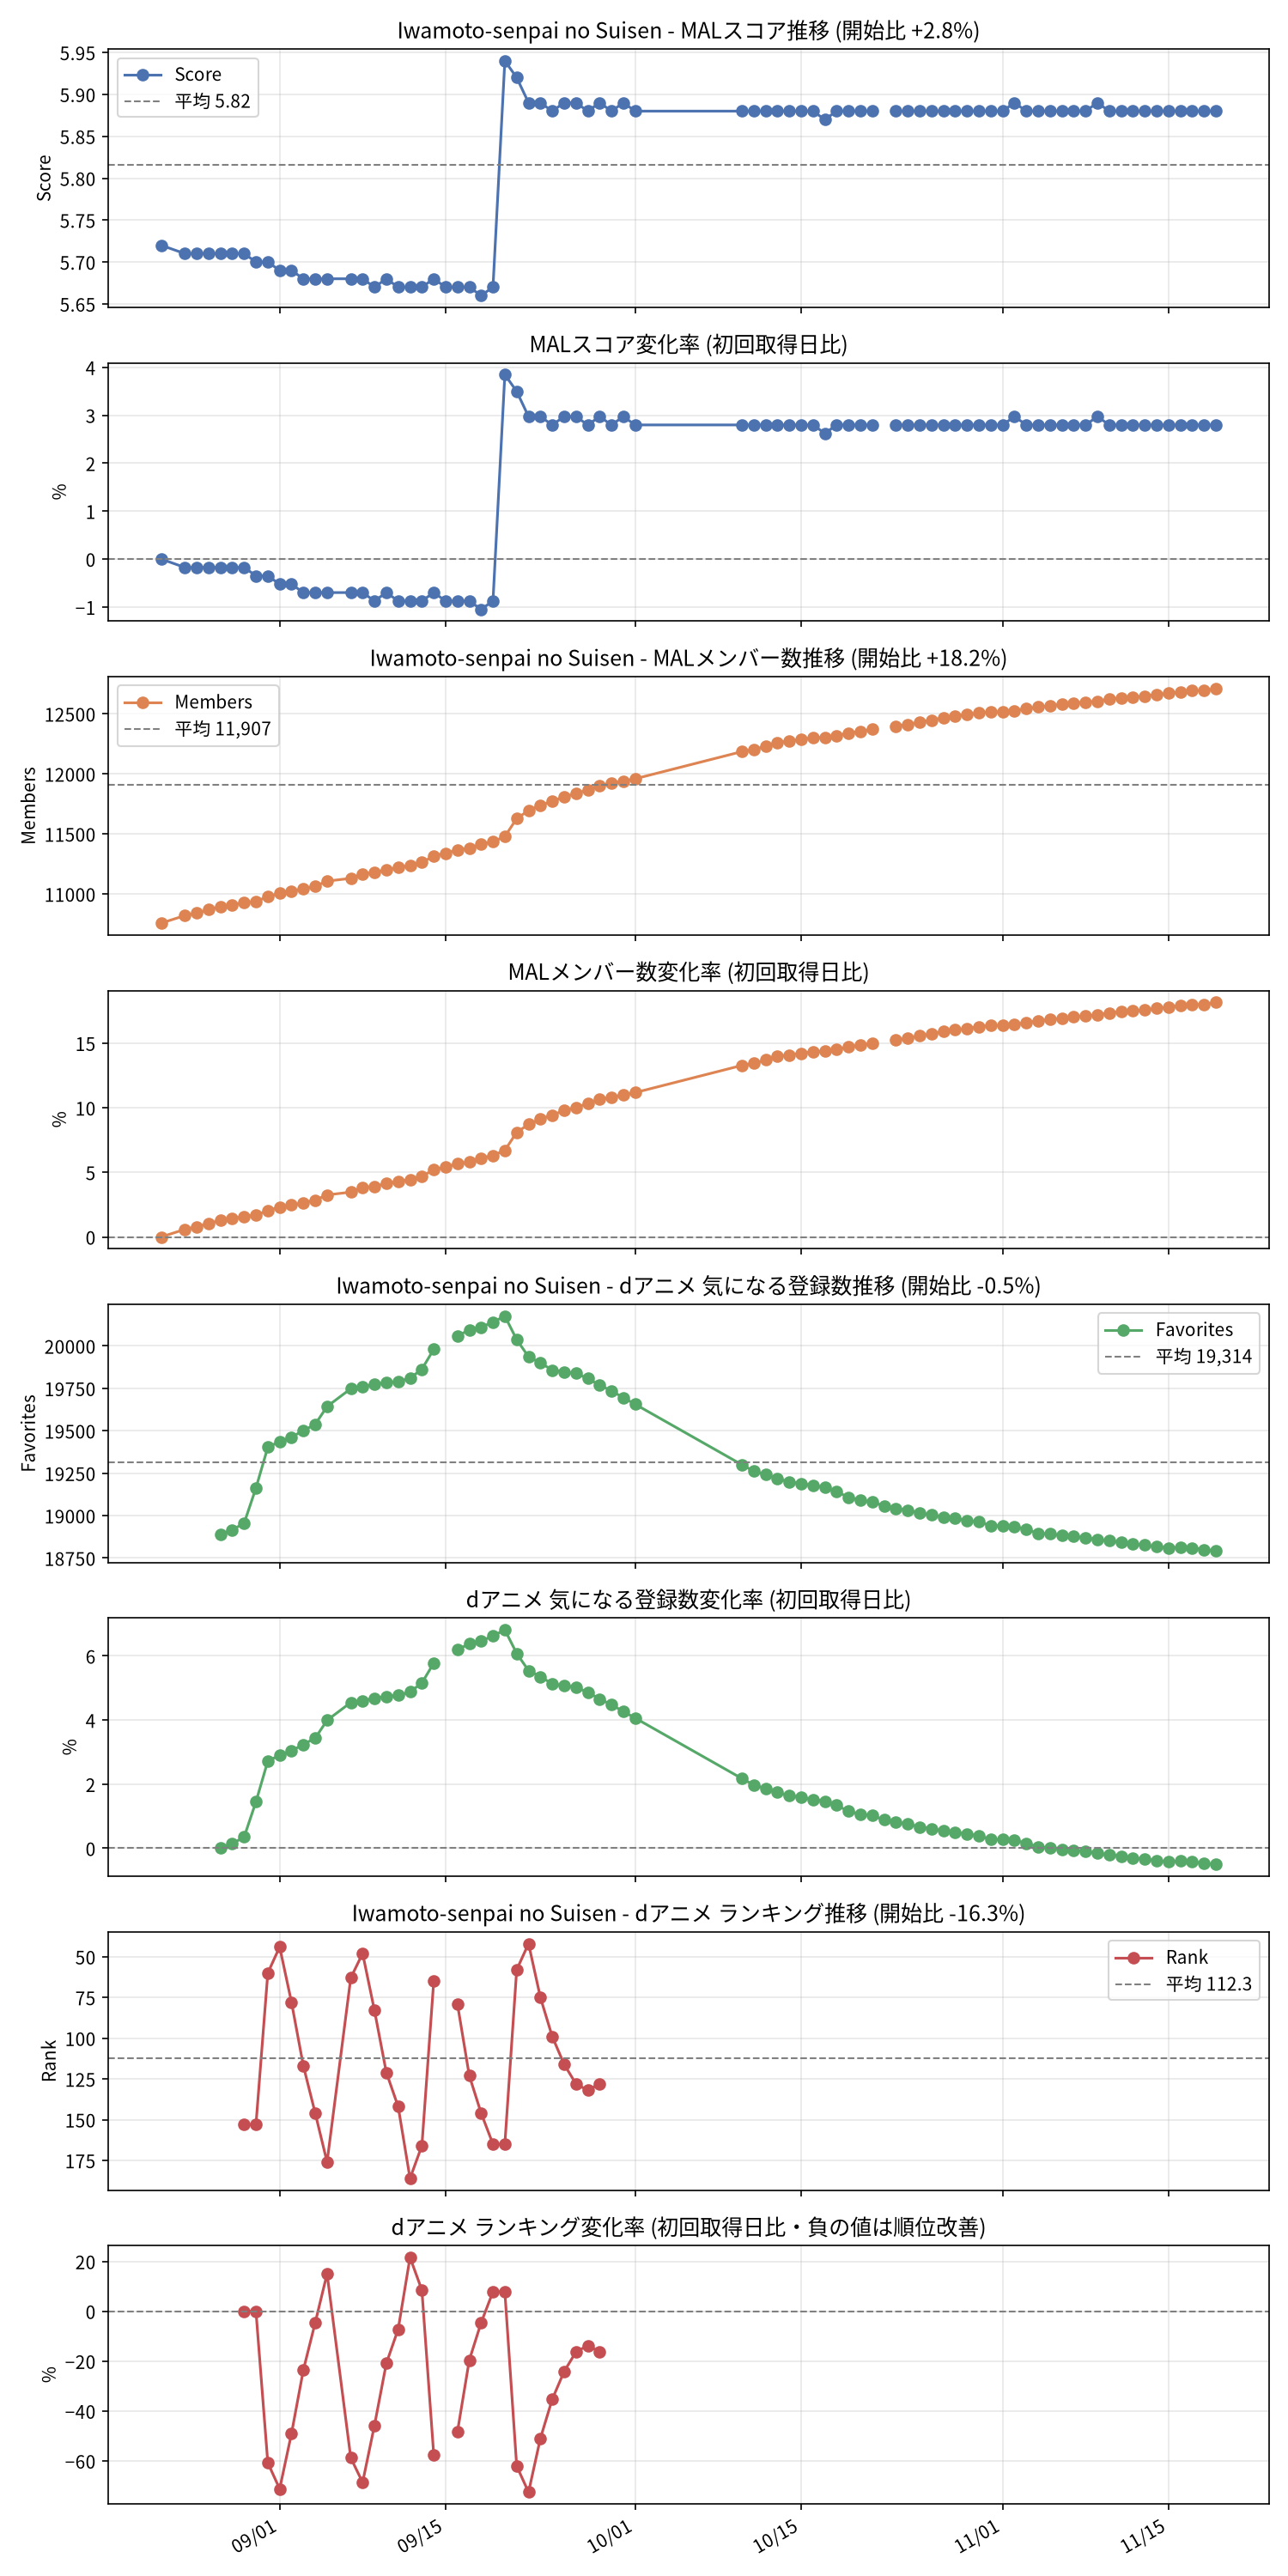 Iwamoto-senpai no Suisen - MALスコア推移 (開始比 +2.8%)
5.95
5.90
5.85
5.80
5.75
5.70
5.65
Score
Score
平均 5.82
MALスコア変化率 (初回取得日比)
4
3
2
1
0
−1
%
Iwamoto-senpai no Suisen - MALメンバー数推移 (開始比 +18.2%)
12500
12000
11500
11000
Members
Members
平均 11,907
MALメンバー数変化率 (初回取得日比)
15
10
5
0
%
Iwamoto-senpai no Suisen - dアニメ 気になる登録数推移 (開始比 -0.5%)
20000
19750
19500
19250
19000
18750
Favorites
Favorites
平均 19,314
dアニメ 気になる登録数変化率 (初回取得日比)
6
4
2
0
%
Iwamoto-senpai no Suisen - dアニメ ランキング推移 (開始比 -16.3%)
50
75
100
125
150
175
Rank
Rank
平均 112.3
dアニメ ランキング変化率 (初回取得日比・負の値は順位改善)
20
0
−20
−40
−60
%
09/01
09/15
10/01
10/15
11/01
11/15